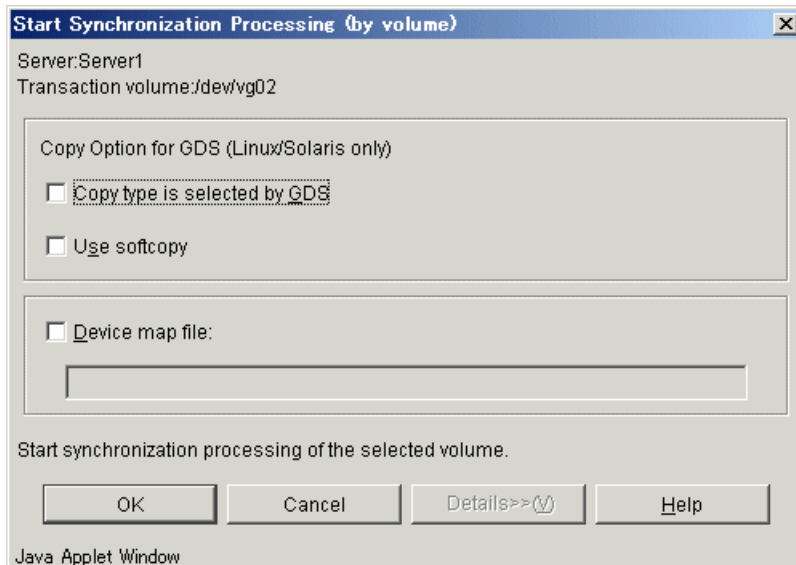 Start Synchronization Processing (by volume)
Server:Server1
Transaction volume:/dev/vg02
Copy Option for GDS (Linux/Solaris only)
Copy type is selected by GDS
Use softcopy
Device map file:
Start synchronization processing of the selected volume.
OK Cancel Details>>(V) Help
Java Applet Window